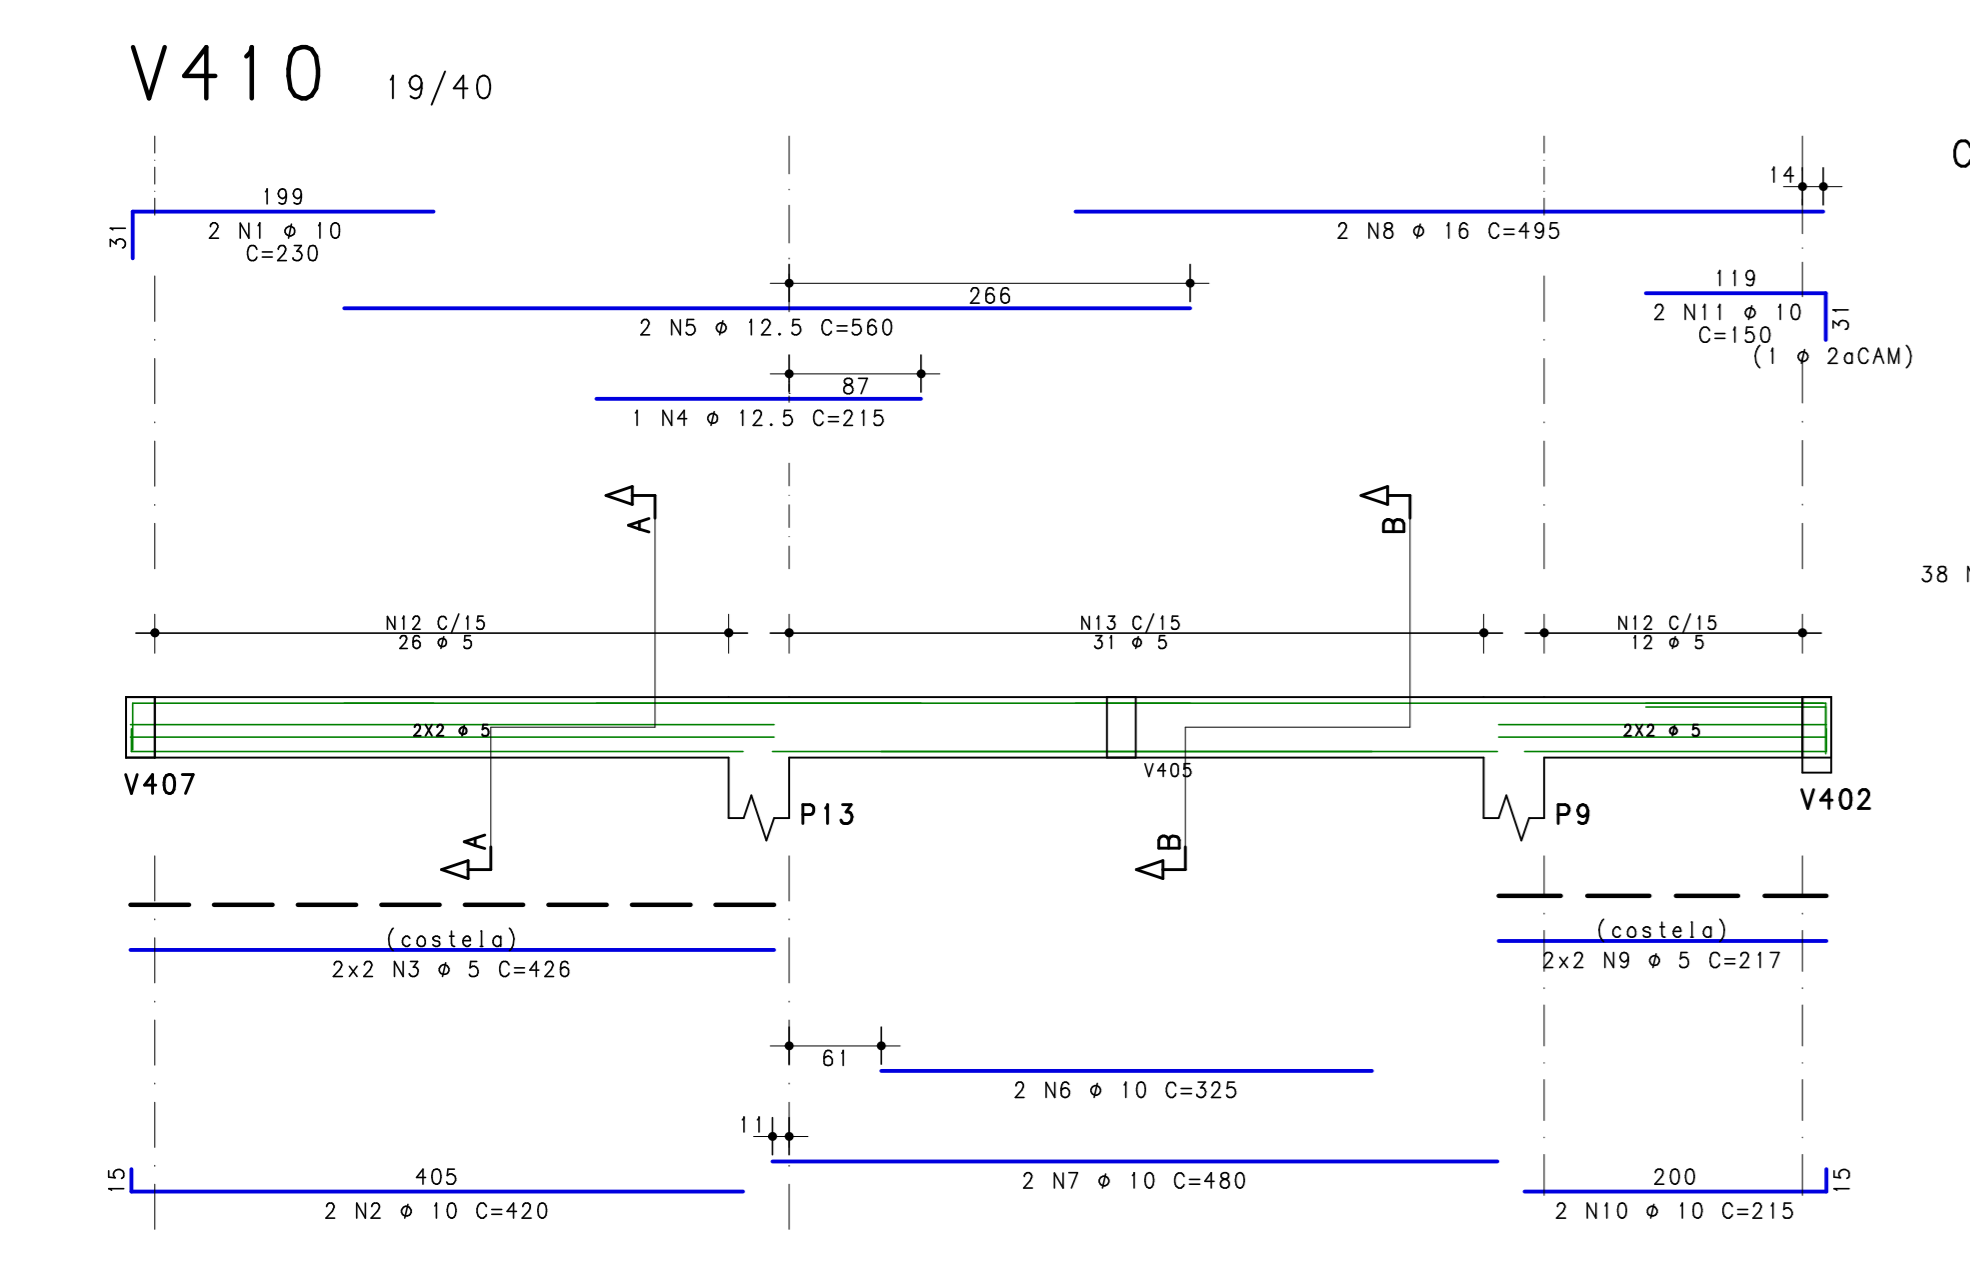 V410 19/40
199
31
2 N1 φ 10
C=230
14
2 N8 φ 16 C=495
266
2 N5 φ 12.5 C=560
119
2 N11 φ 10
C=150
31
(1 φ 2aCAM)
87
1 N4 φ 12.5 C=215
A
B
38
N12 C/15
26 φ 5
N13 C/15
31 φ 5
N12 C/15
12 φ 5
2X2 φ 5
2X2 φ 5
V407
P13
V405
P9
V402
A
B
(costela)
2x2 N3 φ 5 C=426
(costela)
2x2 N9 φ 5 C=217
61
2 N6 φ 10 C=325
11
2 N7 φ 10 C=480
15
405
2 N2 φ 10 C=420
200
15
2 N10 φ 10 C=215